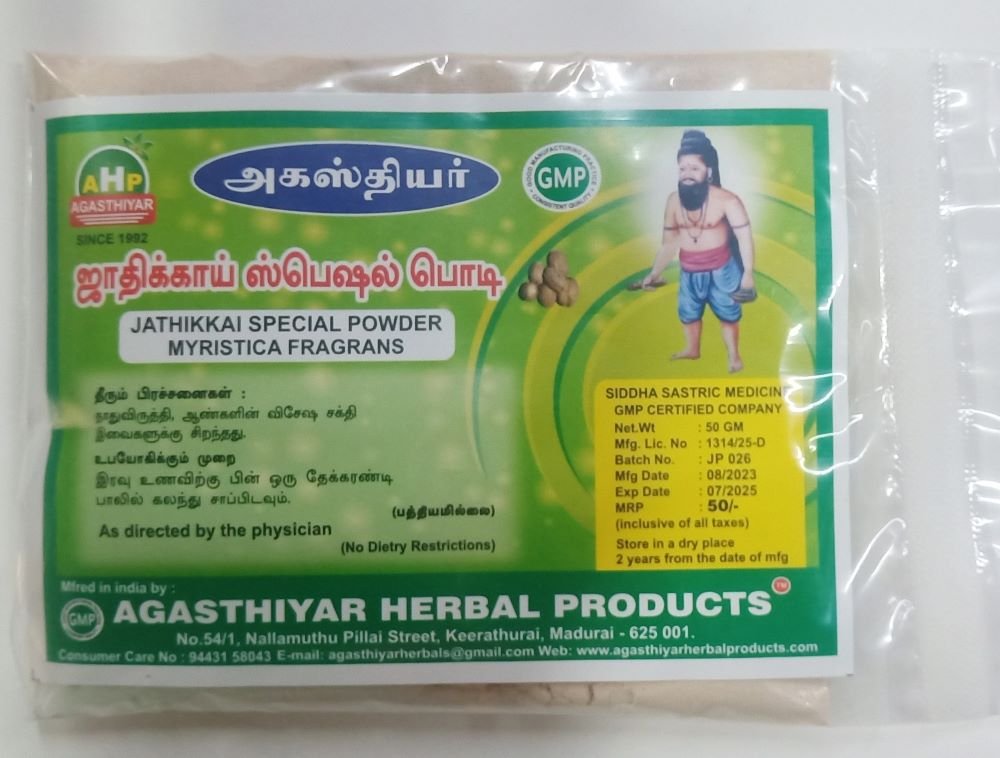 AHP
AGASTHIYAR
SINCE 1992
அகஸ்தியர்
GOOD MANUFACTURING PRACTICE
GMP
CONSISTENT QUALITY
ஜாதிக்காய் ஸ்பெஷல் பொடி
JATHIKKAI SPECIAL POWDER
MYRISTICA FRAGRANS
தீரும் பிரச்சனைகள் :
தாதுவிருத்தி, ஆண்களின் விசேஷ சக்தி
இவைகளுக்கு சிறந்தது.
உபயோகிக்கும் முறை
இரவு உணவிற்கு பின் ஒரு தேக்கரண்டி
பாலில் கலந்து சாப்பிடவும்.
(பத்தியமில்லை)
As directed by the physician
(No Dietry Restrictions)
SIDDHA SASTRIC MEDICIN
GMP CERTIFIED COMPANY
Net.Wt : 50 GM
Mfg. Lic. No : 1314/25-D
Batch No. : JP 026
Mfg Date : 08/2023
Exp Date : 07/2025
MRP : 50/-
(inclusive of all taxes)
Store in a dry place
2 years from the date of mfg
Mfred in india by :
GMP
AGASTHIYAR HERBAL PRODUCTS TM
No.54/1, Nallamuthu Pillai Street, Keerathurai, Madurai - 625 001.
Consumer Care No : 94431 58043 E-mail: agasthiyarherbals@gmail.com Web: www.agasthiyarherbalproducts.com